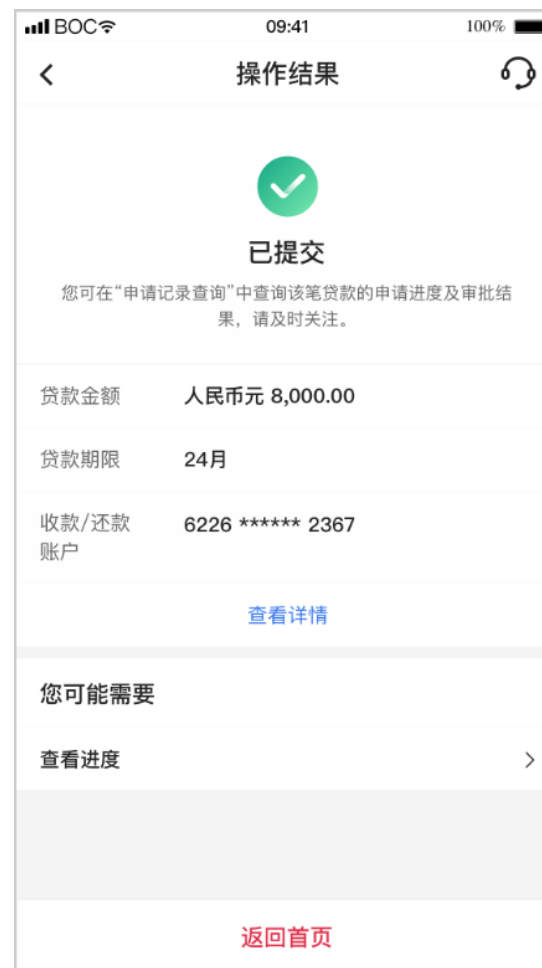 BOC 09:41 100%
操作结果
已提交
您可在“申请记录查询”中查询该笔贷款的申请进度及审批结
果，请及时关注。
贷款金额 人民币元 8,000.00
贷款期限 24月
收款/还款 6226 ****** 2367
账户
查看详情
您可能需要
查看进度
返回首页